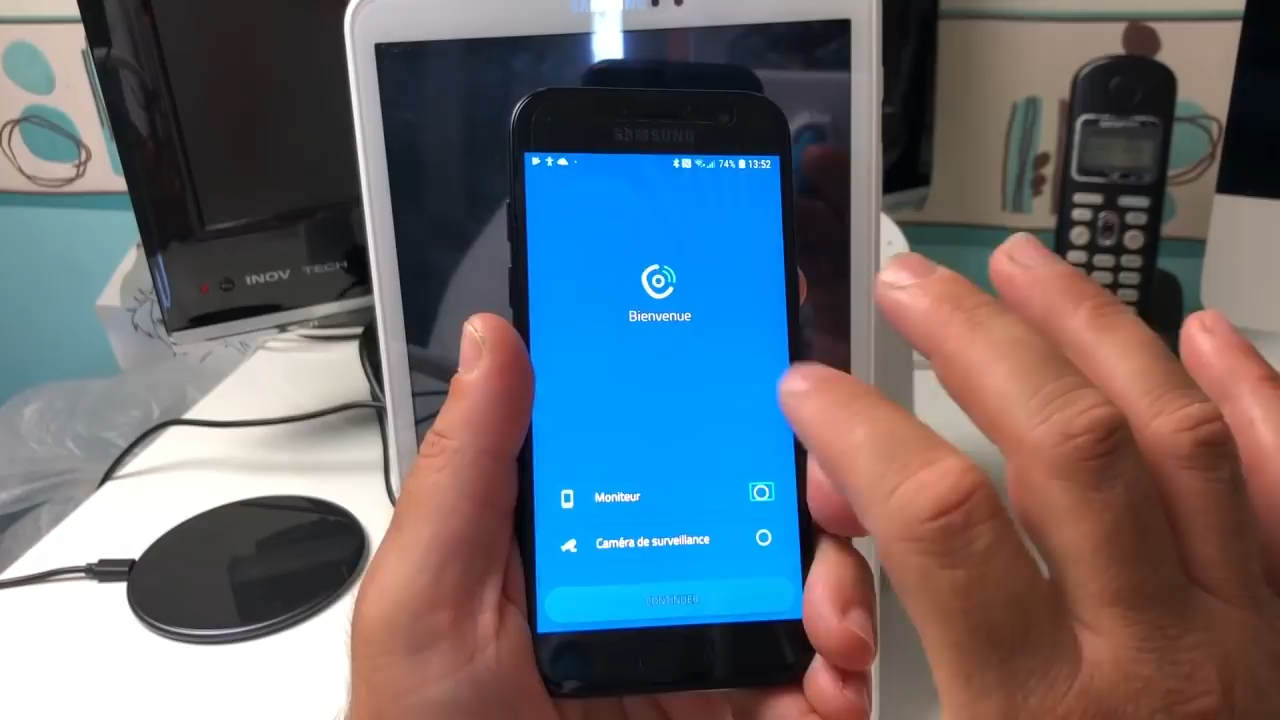 SAMSUNG
74% 13:52
INOV TECH
Bienvenue
Moniteur
Caméra de surveillance
CONTINUER